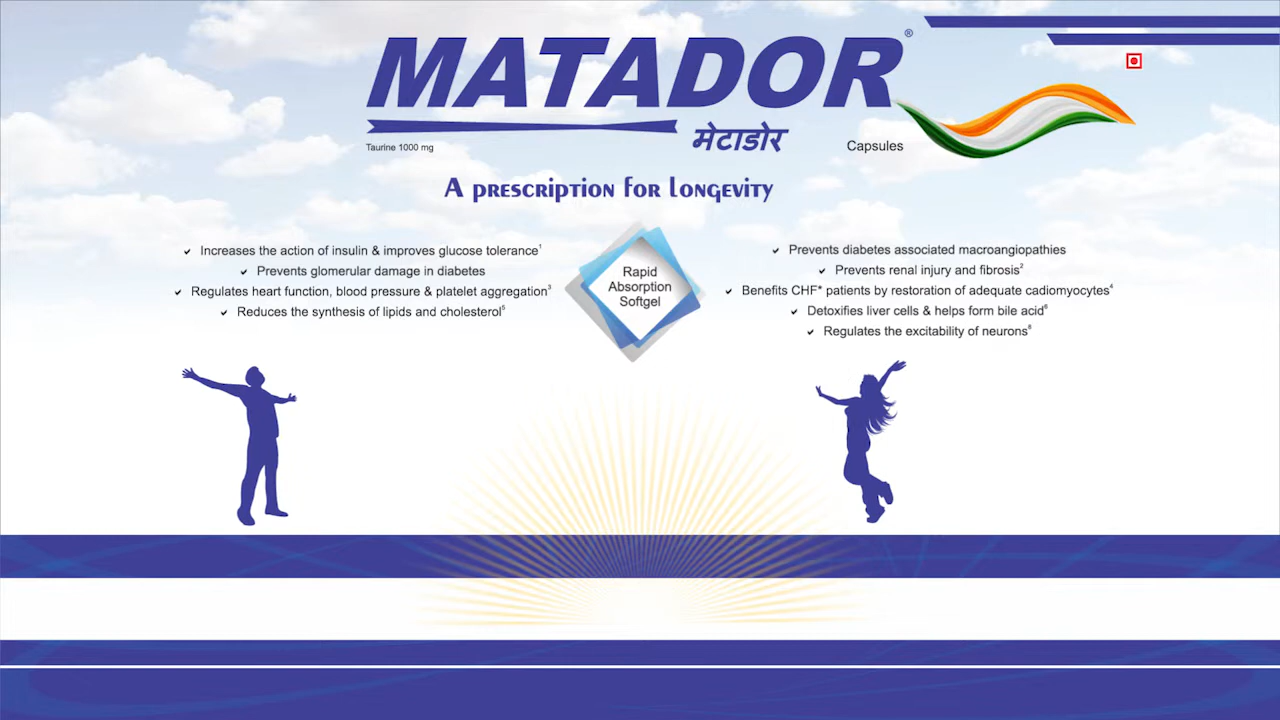 MATADOR®
मेटाडोर
Taurine 1000 mg
Capsules
A prescription for Longevity
Increases the action of insulin & improves glucose tolerance¹
Prevents glomerular damage in diabetes
Regulates heart function, blood pressure & platelet aggregation³
Reduces the synthesis of lipids and cholesterol⁵
Rapid
Absorption
Softgel
Prevents diabetes associated macroangiopathies
Prevents renal injury and fibrosis²
Benefits CHF* patients by restoration of adequate cadiomyocytes⁴
Detoxifies liver cells & helps form bile acid⁶
Regulates the excitability of neurons⁸